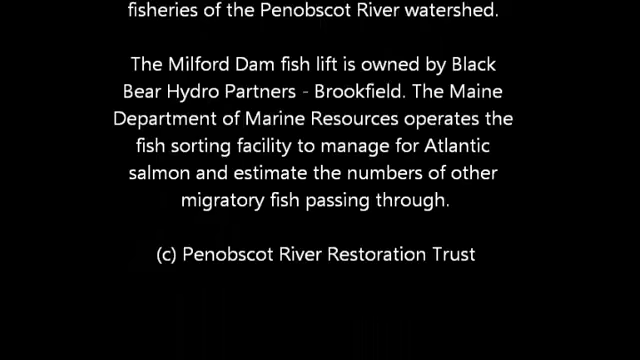 fisheries of the Penobscot River watershed.
The Milford Dam fish lift is owned by Black
Bear Hydro Partners - Brookfield. The Maine
Department of Marine Resources operates the
fish sorting facility to manage for Atlantic
salmon and estimate the numbers of other
migratory fish passing through.
(c) Penobscot River Restoration Trust